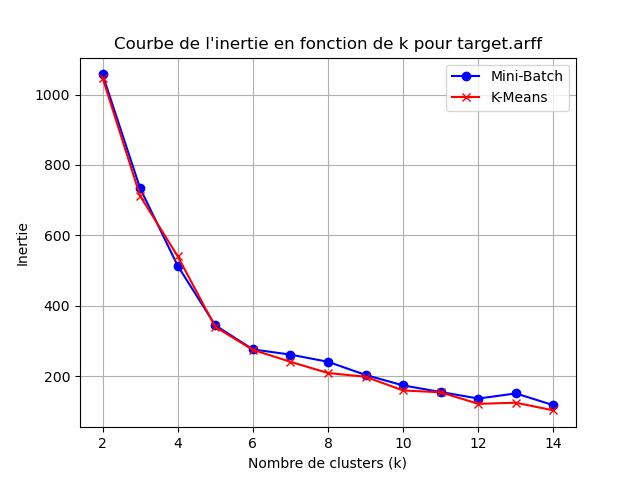 Courbe de l'inertie en fonction de k pour target.arff
Mini-Batch
K-Means
1000
800
600
400
200
Inertie
2
4
6
8
10
12
14
Nombre de clusters (k)